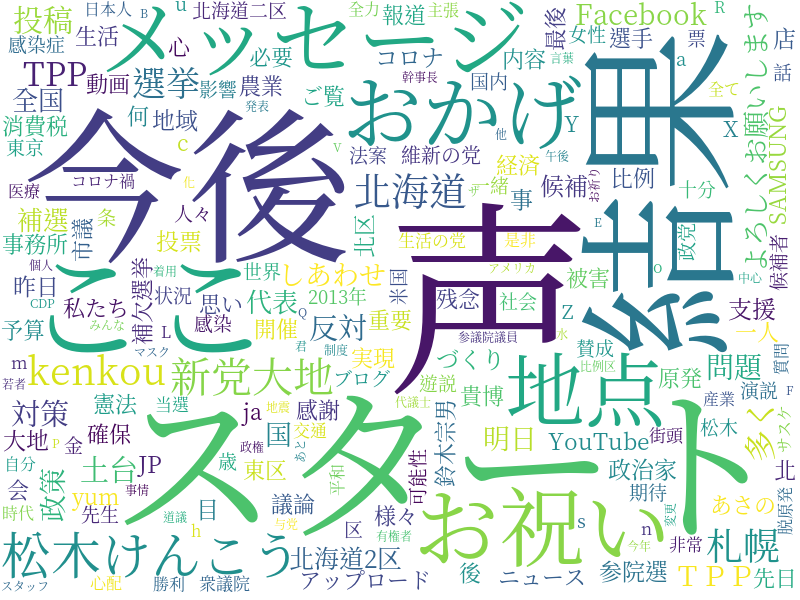 投稿
感染症
日本人
B
u
北海道二区
全力
主張
Facebook
R
TPP
生活
動画
メッセージ
心
報道
コロナ
幹事長
最後
女性
選手
票
店
話
a
全国
消費税
東京
選挙
何
地域
影響
農業
必要
ご覧
内容
国内
言葉
発表
他
全て
Y
X
よろしくお願いします
SAMSUNG
おかげ
結果
今後
c
V
法案
維新の党
午後
お祈り
医療
コロナ禍
化
人々
北海道
経済
一緒
候補
比例
十分
補選
条
事
サ
事務所
市議
投票
北区
声
生活の党
是非
E
政党
候補者
個人
着用
世界
しあわせ
アメリカ
o
中心
昨日
CDP
補欠選挙
状況
思い
代表
米国
残念
社会
被害
Z
支援
一人
私たち
2013年
Q
みんな
予算
L
感染
開催
君
反対
重要
参議院議員
水
賛成
問題
質問
m
マスク
kenkou
新党大地
制度
実現
ブログ
づくり
遊説
貴博
比例区
原発
産業
演説
F
若者
対策
憲法
当選
ここ
スタート
地点
代議士
松木
サスケ
多く
大地
金
確保
地震
ja
感謝
P
国
交通
政権
あと
平和
可能性
鈴木宗男
明日
YouTube
街頭
自分
土台
JP
歳
東区
政治家
北
脱原発
会
政策
yum
事情
目
議論
様々
お祝い
期待
あさの
時代
先生
道議
与党
h
区
有権者
n
s
変更
札幌
松木けんこう
北海道2区
後
非常
今年
スタッフ
心配
勝利
衆議院
アップロード
ニュース
参院選
ＴＰＰ
先日